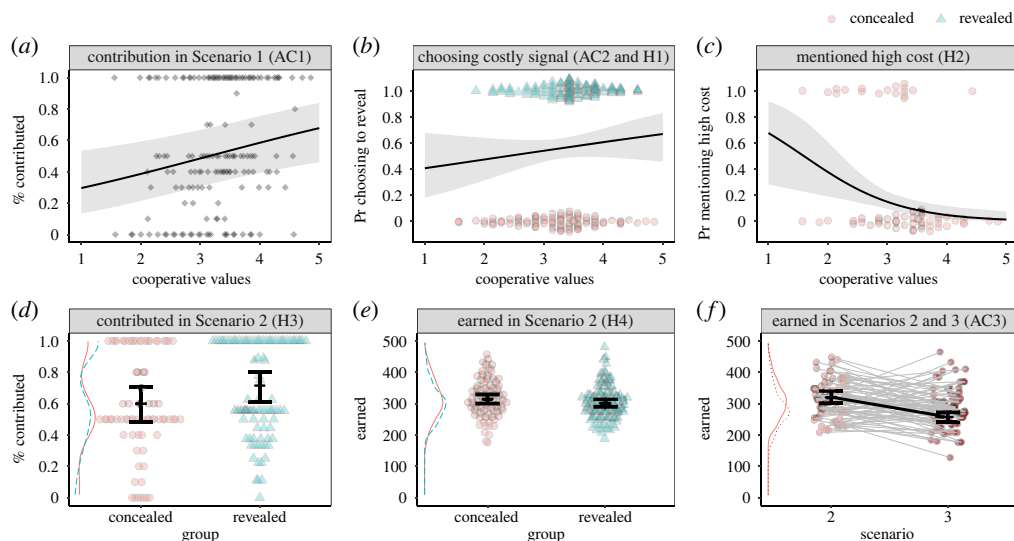 concealed revealed
(a) (b) (c)
contribution in Scenario 1 (AC1) choosing costly signal (AC2 and H1) mentioned high cost (H2)
% contributed
1.0
0.8
0.6
0.4
0.2
0
1 2 3 4 5
cooperative values
Pr choosing to reveal
1.0
0.8
0.6
0.4
0.2
0
1 2 3 4 5
cooperative values
Pr mentioning high cost
1.0
0.8
0.6
0.4
0.2
0
1 2 3 4 5
cooperative values
(d) (e) (f)
contributed in Scenario 2 (H3) earned in Scenario 2 (H4) earned in Scenarios 2 and 3 (AC3)
% contributed
1.0
0.8
0.6
0.4
0.2
0
concealed revealed
group
earned
500
400
300
200
100
0
concealed revealed
group
earned
500
400
300
200
100
0
2 3
scenario